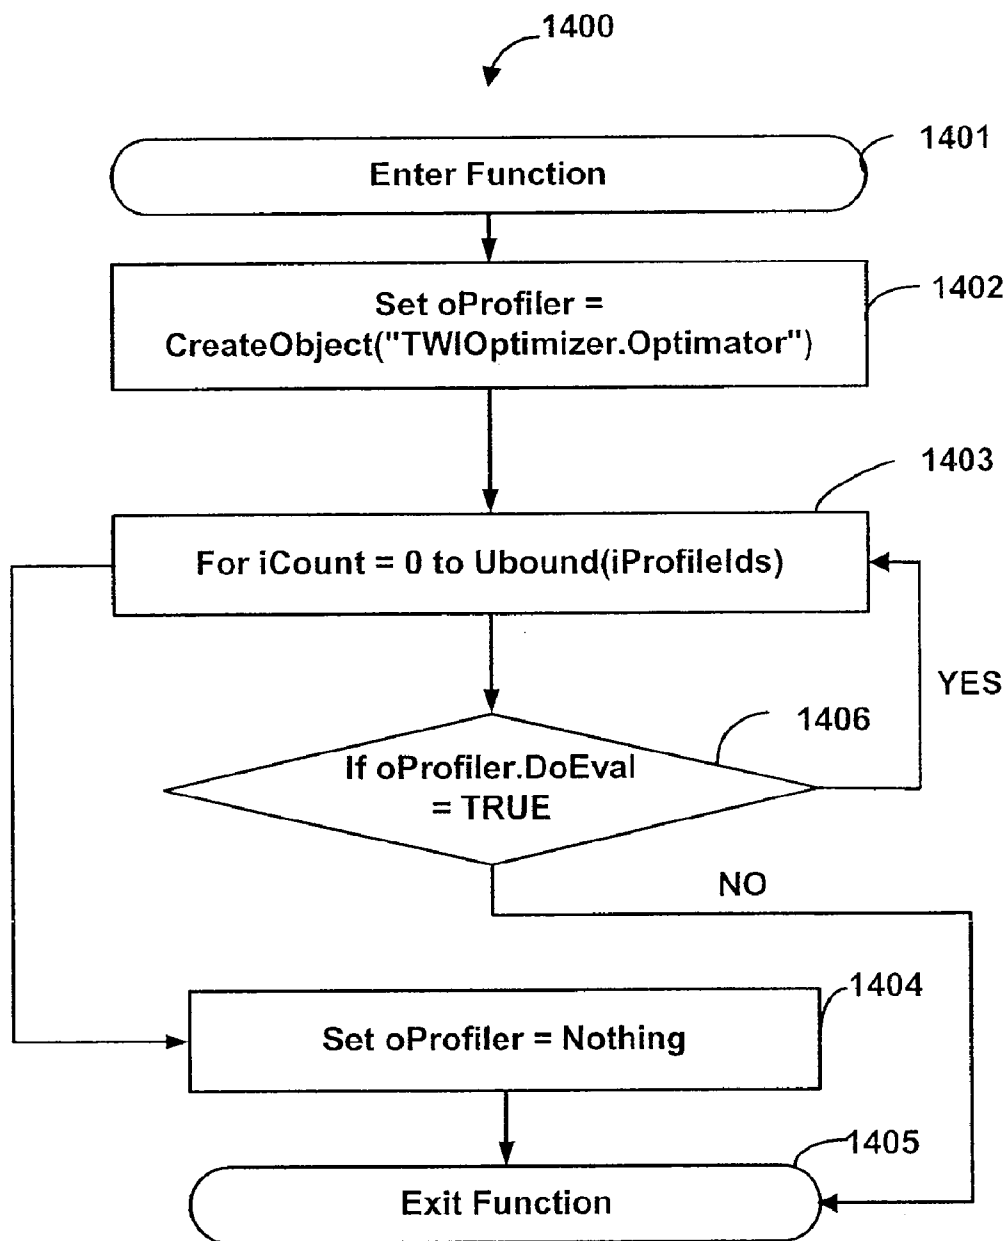 1400
1401
Enter Function
1402
Set oProfiler =
CreateObject("TWIOptimizer.Optimator")
1403
For iCount = 0 to Ubound(iProfileIds)
YES
1406
If oProfiler.DoEval
= TRUE
NO
1404
Set oProfiler = Nothing
1405
Exit Function